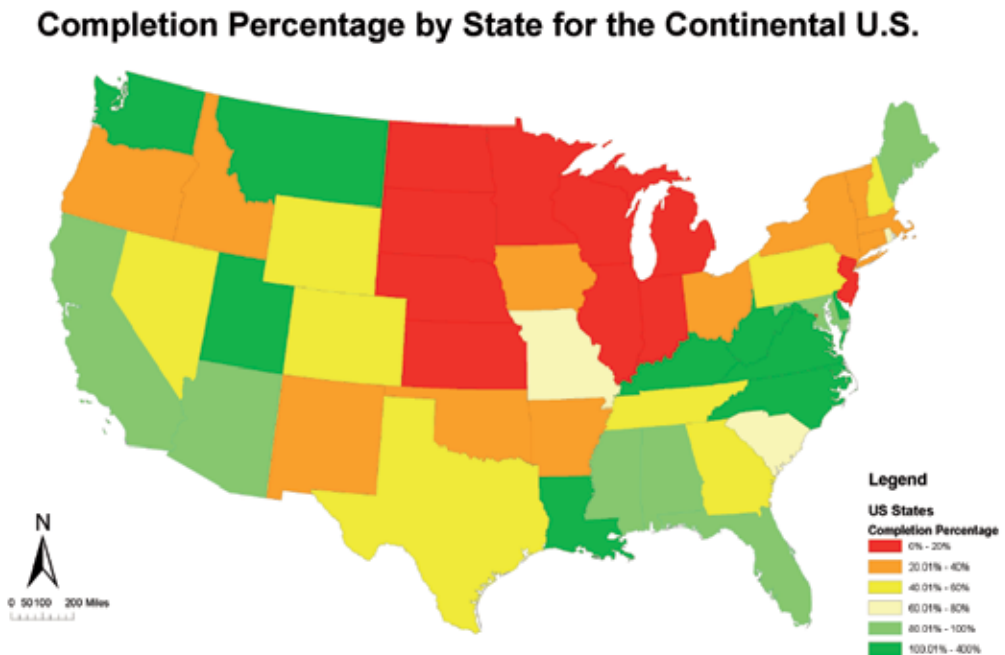 Completion Percentage by State for the Continental U.S.
N
0 50100 200 Miles
Legend
US States
Completion Percentage
0% - 20%
20.01% - 40%
40.01% - 60%
60.01% - 80%
80.01% - 100%
100.01% - 400%